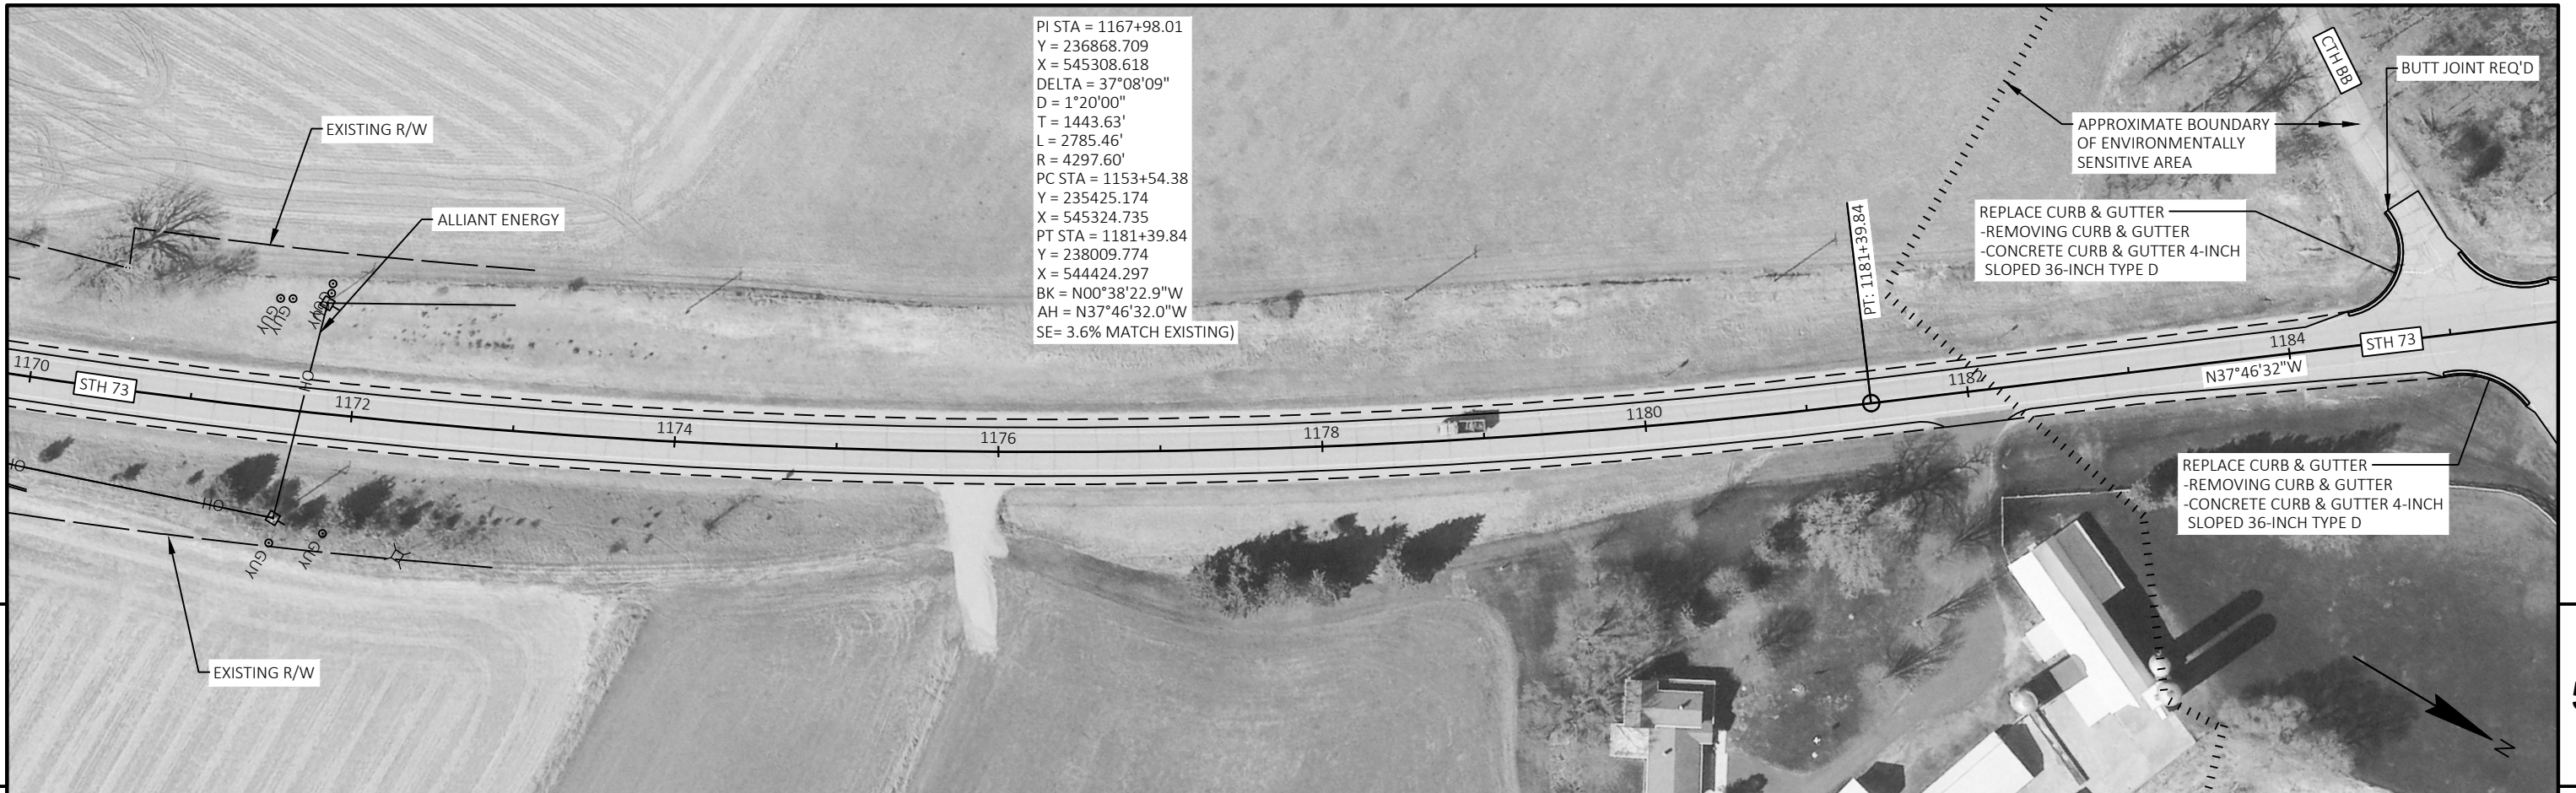 PI STA = 1167+98.01
Y = 236868.709
X = 545308.618
DELTA = 37°08'09"
D = 1°20'00"
T = 1443.63'
L = 2785.46'
R = 4297.60'
PC STA = 1153+54.38
Y = 235425.174
X = 545324.735
PT STA = 1181+39.84
Y = 238009.774
X = 544424.297
BK = N00°38'22.9"W
AH = N37°46'32.0"W
SE= 3.6% MATCH EXISTING)
EXISTING R/W
ALLIANT ENERGY
CTH BB
BUTT JOINT REQ'D
APPROXIMATE BOUNDARY
OF ENVIRONMENTALLY
SENSITIVE AREA
REPLACE CURB & GUTTER
-REMOVING CURB & GUTTER
-CONCRETE CURB & GUTTER 4-INCH
SLOPED 36-INCH TYPE D
PT: 1181+39.84
GUY
GUY
GUY
HO
1170
STH 73
1172
1174
1176
1178
1180
1182
1184
N37°46'32"W
STH 73
HO
HO
GUY
GUY
EXISTING R/W
REPLACE CURB & GUTTER
-REMOVING CURB & GUTTER
-CONCRETE CURB & GUTTER 4-INCH
SLOPED 36-INCH TYPE D
N